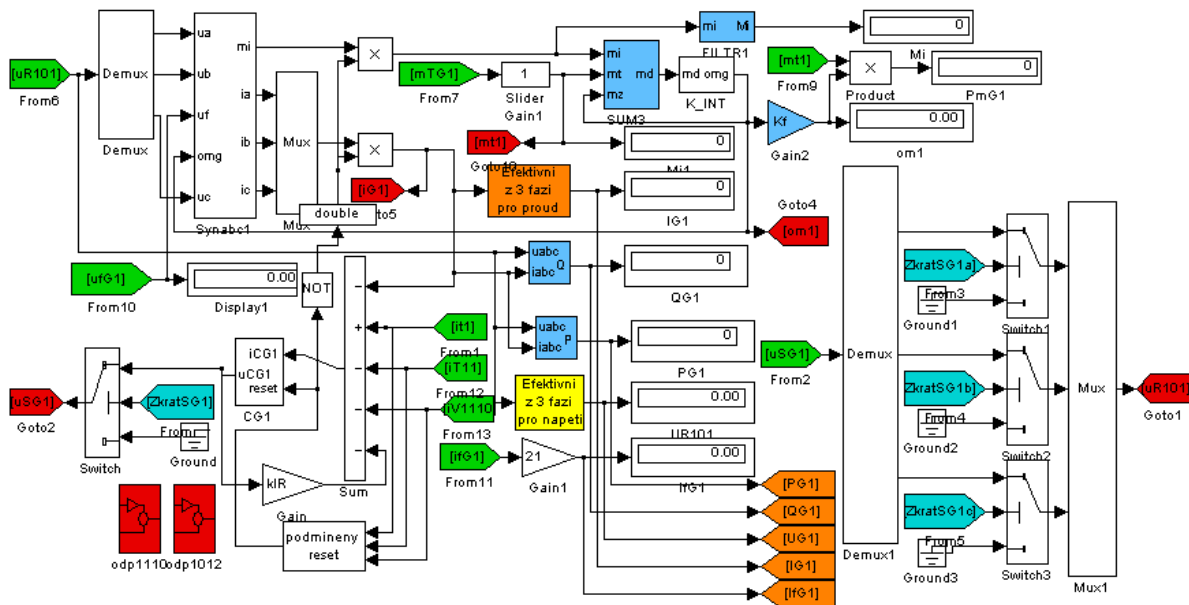 [uR101]
From6
Demux
Demux
ua
ub
uf
omg
uc
mi
ia
ib
ic
Synabc1
Mux
Mux
double
×
×
[mTG1]
From7
1
Slider
Gain1
mi
mt
mz
md
SUM3
md omg
K_INT
mi Mi
FILTR1
0
Mi
[mt1]
From9
×
Product
0
PmG1
Kf
Gain2
0.00
om1
[mt1]
Goto10
0
Mi1
[iG1]
Efektivni
z 3 fazi
pro proud
0
IG1
Goto4
[om1]
[ufG1]
From10
0.00
Display1
NOT
uabc
iabc
Q
0
QG1
uabc
iabc
P
0
PG1
[it1]
From1
[iT11]
From12
[iV1110]
From13
Efektivni
z 3 fazi
pro napeti
0.00
UR101
[ifG1]
From11
21
Gain1
0.00
IfG1
iCG1
uCG1
reset
CG1
[uSG1]
Goto2
[ZkratSG1]
Ground
Switch
kIR
Gain
Sum
podmineny
reset
odp1110
odp1012
[PG1]
[QG1]
[UG1]
[IG1]
[IfG1]
[uSG1]
From2
Demux
Demux1
ZkratSG1a]
From3
Ground1
Switch1
ZkratSG1b]
From4
Ground2
Switch2
ZkratSG1c]
From5
Ground3
Switch3
Mux
Mux1
[uR101]
Goto1